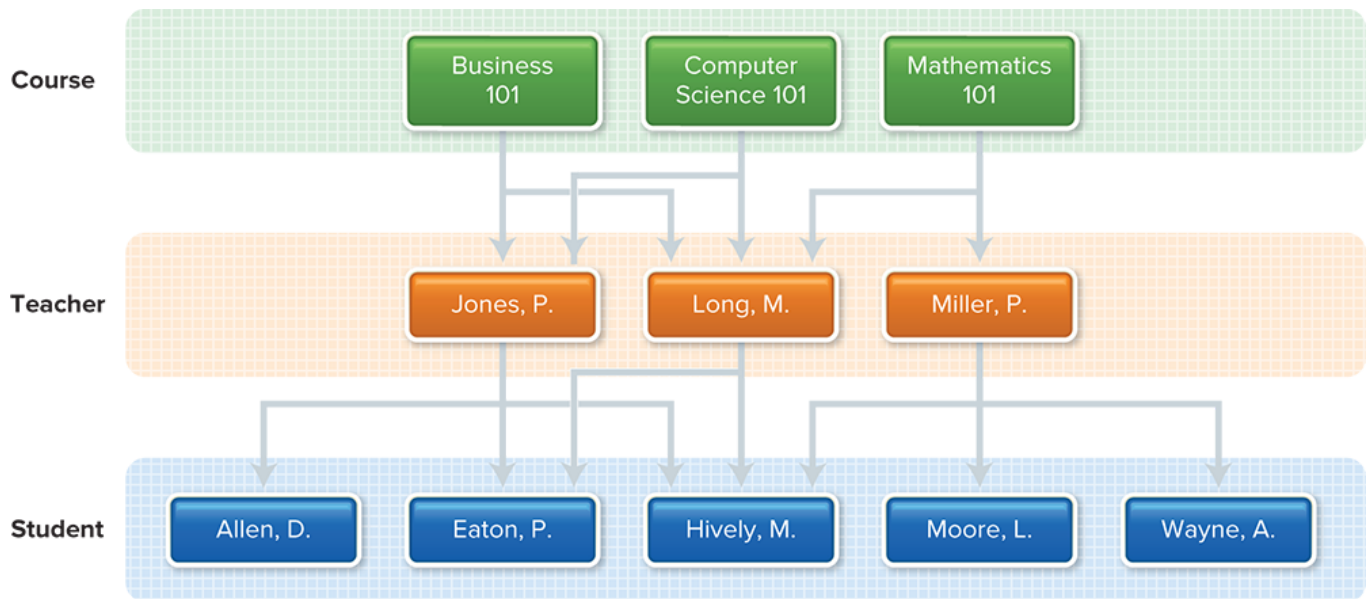 Course
Business
101
Computer
Science 101
Mathematics
101
Teacher
Jones, P.
Long, M.
Miller, P.
Student
Allen, D.
Eaton, P.
Hively, M.
Moore, L.
Wayne, A.